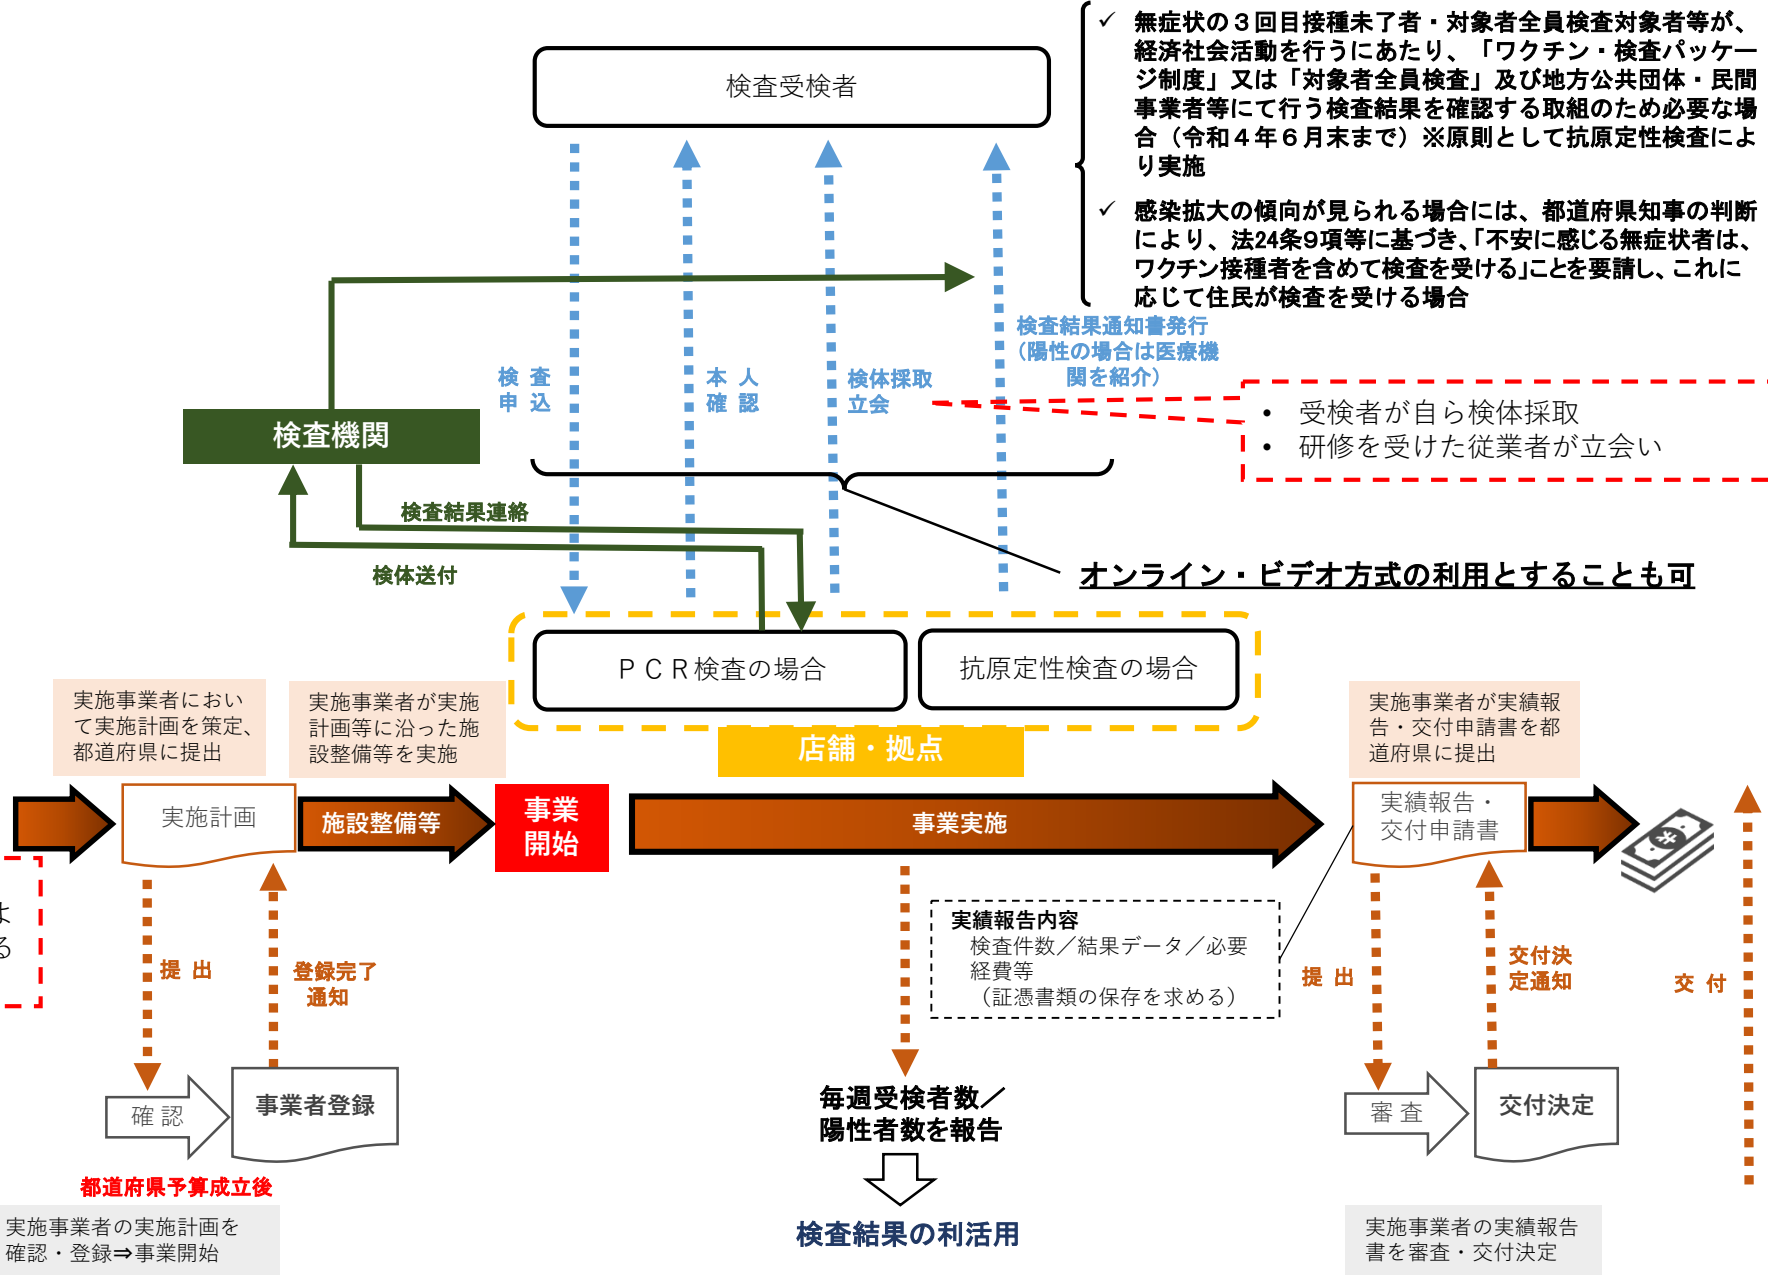 検査受検者
✓ 無症状の３回目接種未了者・対象者全員検査対象者等が、
経済社会活動を行うにあたり、「ワクチン・検査パッケー
ジ制度」又は「対象者全員検査」及び地方公共団体・民間
事業者等にて行う検査結果を確認する取組のため必要な場
合（令和４年６月末まで）※原則として抗原定性検査によ
り実施
✓ 感染拡大の傾向が見られる場合には、都道府県知事の判断
により、法24条9項等に基づき、「不安に感じる無症状者は、
ワクチン接種者を含めて検査を受ける」ことを要請し、これに
応じて住民が検査を受ける場合
検査結果通知書発行
（陽性の場合は医療機
関を紹介）
検 査
申 込
本 人
確 認
検体採取
立会
• 受検者が自ら検体採取
• 研修を受けた従業者が立会い
検査機関
検査結果連絡
検体送付
オンライン・ビデオ方式の利用とすることも可
ＰＣＲ検査の場合
抗原定性検査の場合
店舗・拠点
実施事業者におい
て実施計画を策定、
都道府県に提出
実施事業者が実施
計画等に沿った施
設整備等を実施
実施事業者が実績報
告・交付申請書を都
道府県に提出
実施計画
施設整備等
事業
開始
事業実施
実績報告・
交付申請書
よ
る
提 出
登録完了
通知
実績報告内容
検査件数／結果データ／必要
経費等
（証憑書類の保存を求める）
提 出
交付決
定通知
交 付
確 認
事業者登録
毎週受検者数／
陽性者数を報告
審 査
交付決定
都道府県予算成立後
実施事業者の実施計画を
確認・登録⇒事業開始
検査結果の利活用
実施事業者の実績報告
書を審査・交付決定